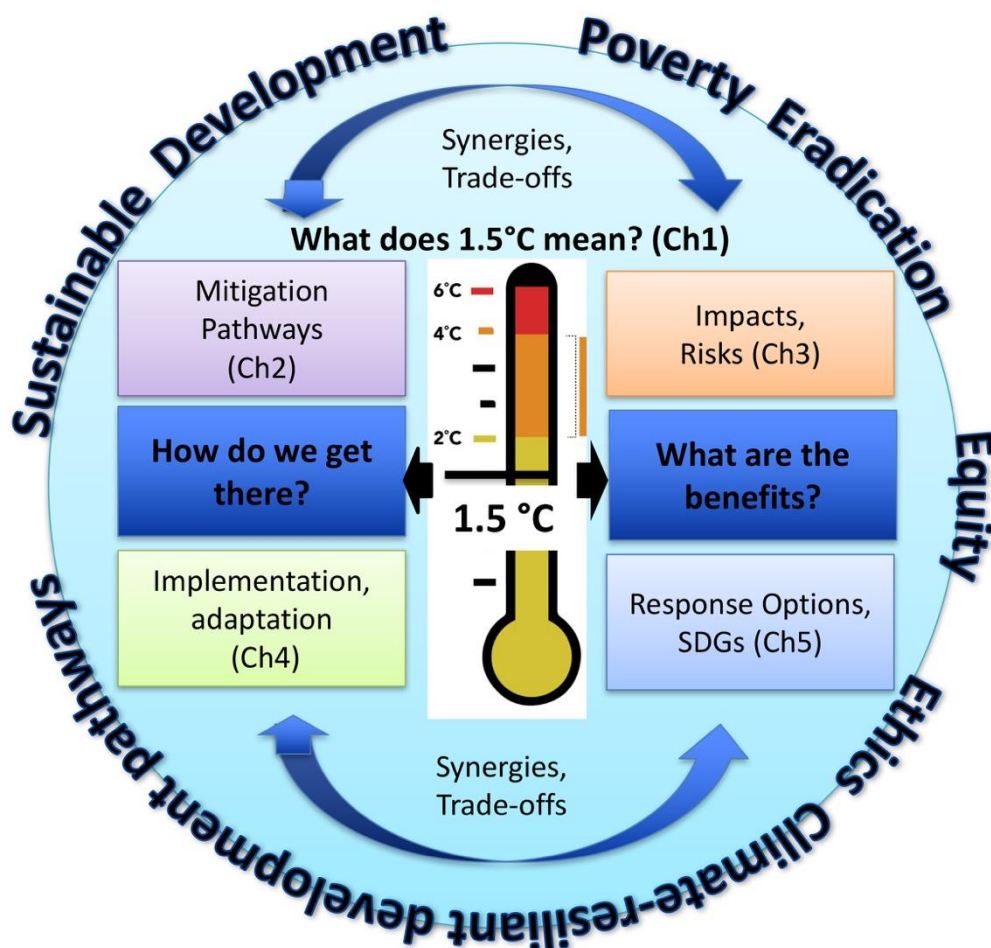 Sustainable Development
Poverty Eradication
Equity
Ethics
Cllimate-resiliant development pathways
Synergies,
Trade-offs
What does 1.5°C mean? (Ch1)
Mitigation
Pathways
(Ch2)
How do we get
there?
Implementation,
adaptation
(Ch4)
6°C
4°C
2°C
1.5 °C
Impacts,
Risks (Ch3)
What are the
benefits?
Response Options,
SDGs (Ch5)
Synergies,
Trade-offs